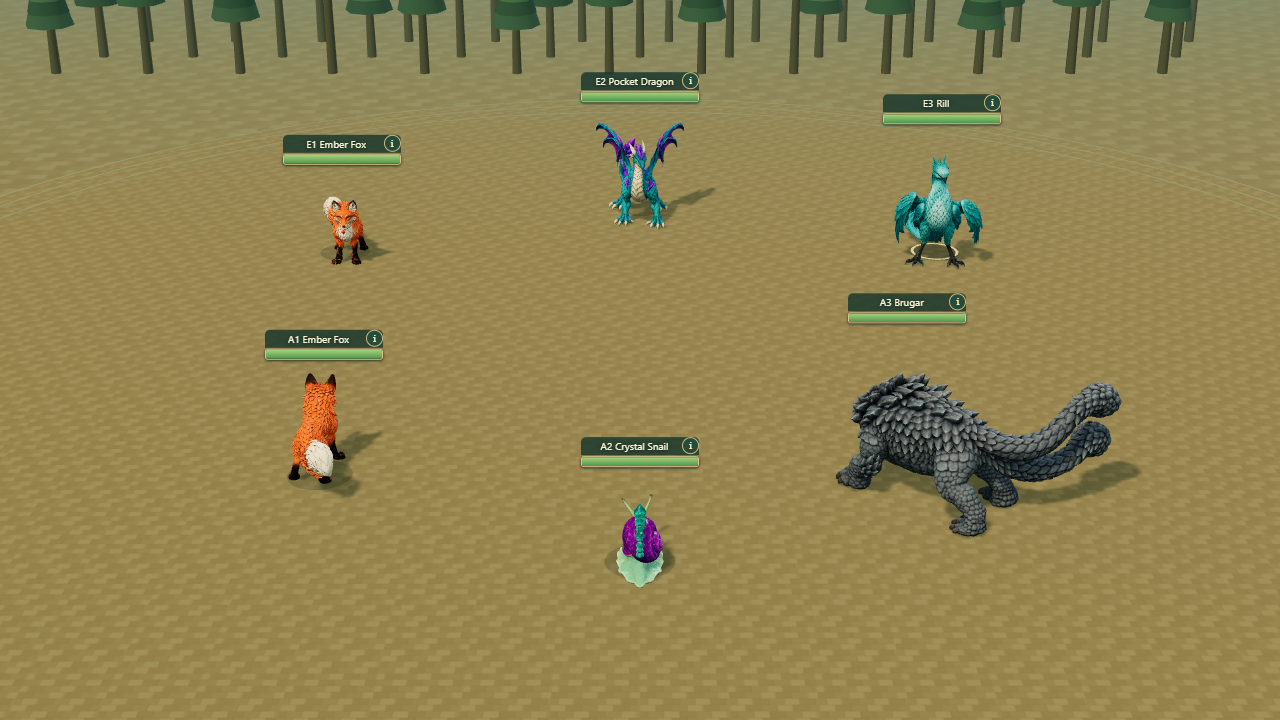 E2 Pocket Dragon i
E3 Rill i
E1 Ember Fox i
A3 Brugar i
A1 Ember Fox i
A2 Crystal Snail i